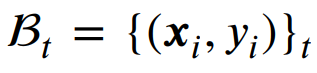 ℬₜ = {(𝒙ᵢ, yᵢ)}ₜ